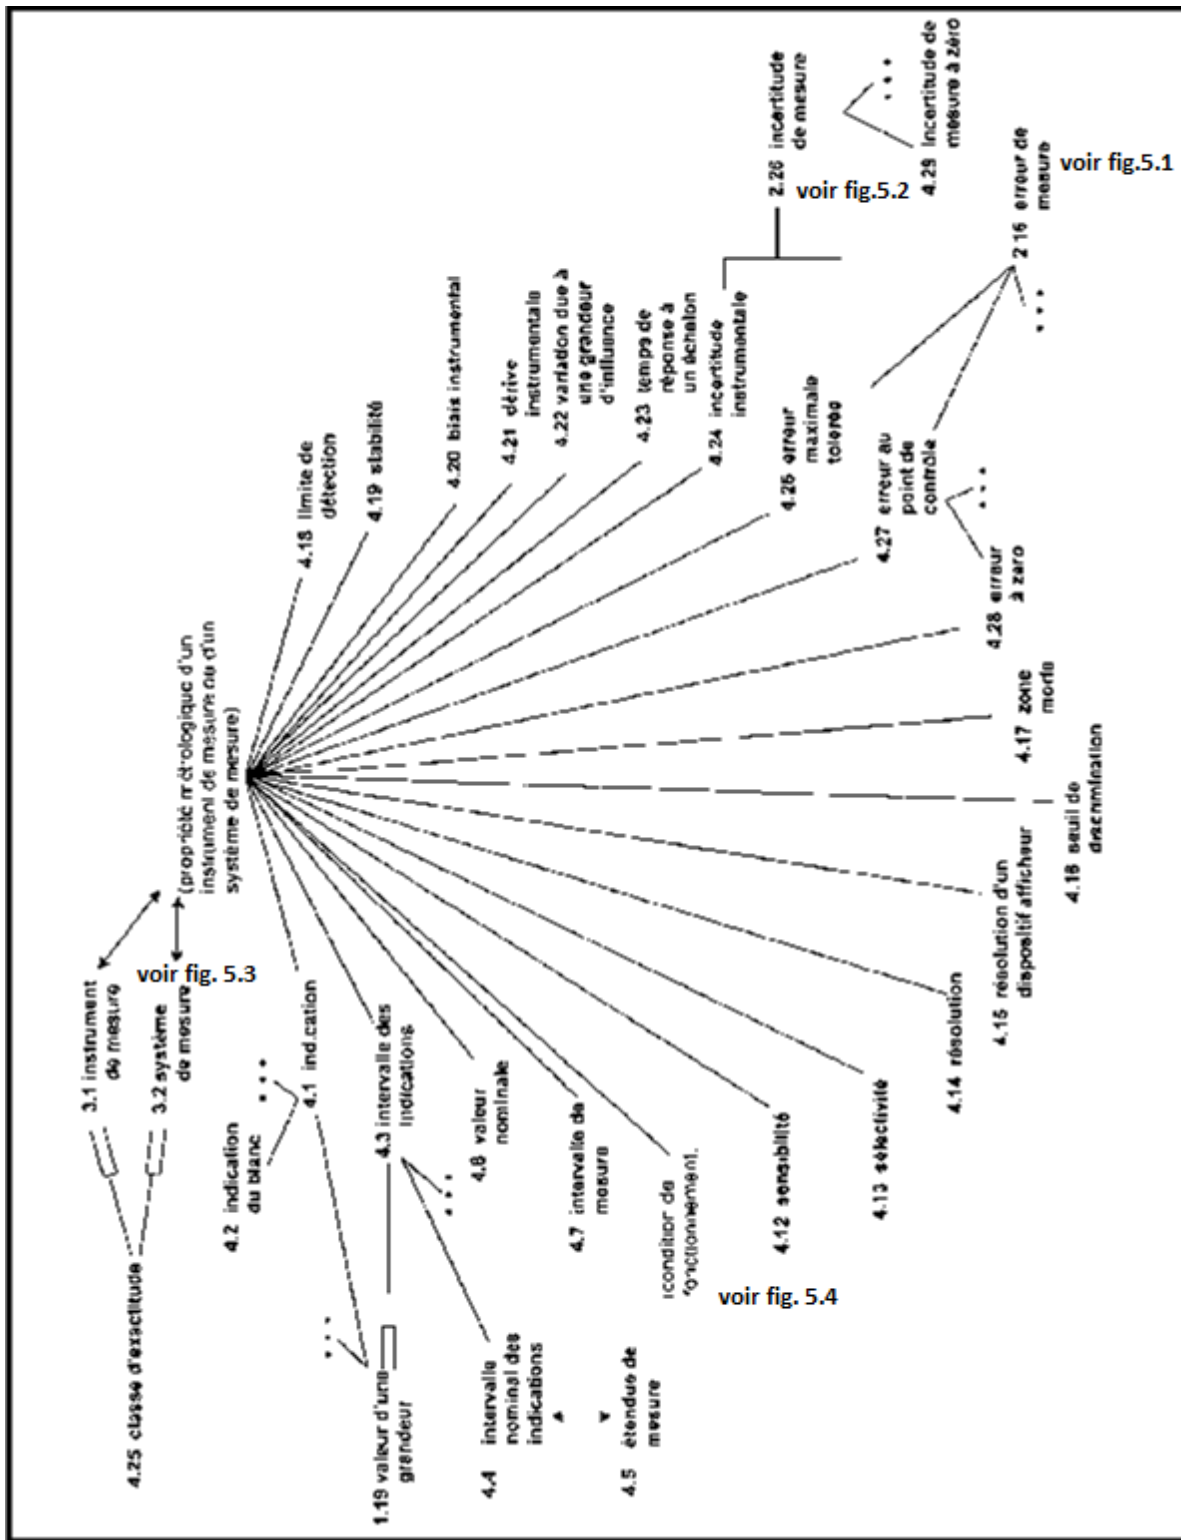 (propriété métrologique d'un
instrument de mesure ou d'un
système de mesure)
3.1 instrument
de mesure
3.2 système
de mesure
voir fig. 5.3
4.25 classe d'exactitude
4.2 indication
du blanc
4.1 indication
1.19 valeur d'une
grandeur
4.3 intervalle des
indications
4.4 intervalle
nominal des
indications
4.5 étendue de
mesure
4.6 valeur
nominale
4.7 intervalle de
mesure
(condition de
fonctionnement)
voir fig. 5.4
4.12 sensibilité
4.13 sélectivité
4.14 résolution
4.15 résolution d'un
dispositif afficheur
4.16 seuil de
discrimination
4.17 zone
morte
4.28 erreur
à zéro
4.27 erreur au
point de
contrôle
4.26 erreur
maximale
tolérée
4.24 incertitude
instrumentale
4.23 temps de
réponse à
un échelon
4.22 variation due à
une grandeur
d'influence
4.21 dérive
instrumentale
4.20 biais instrumental
4.19 stabilité
4.18 limite de
détection
2.26 incertitude
de mesure
voir fig.5.2
4.29 Incertitude de
mesure à zéro
2.16 erreur de
mesure
voir fig.5.1